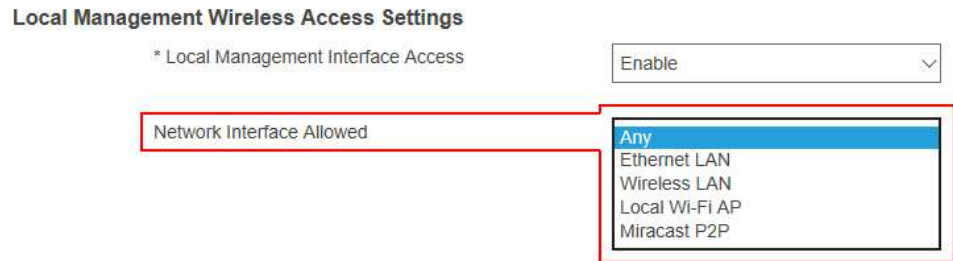 Local Management Wireless Access Settings
* Local Management Interface Access
Enable
Network Interface Allowed
Any
Ethernet LAN
Wireless LAN
Local Wi-Fi AP
Miracast P2P